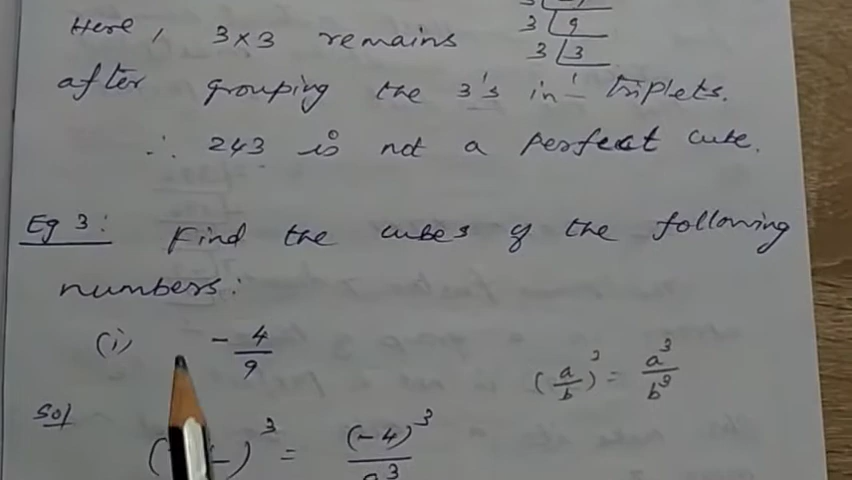 3 | 9
Here, 3 × 3 remains
3 | 3
after grouping the 3's in triplets.
∴ 243 is not a perfect cube.
Eg 3: Find the cubes of the following
numbers:
(i) - 4/9
(a/b)³ = a³/b³
Sol
( )³ = (-4)³/9³